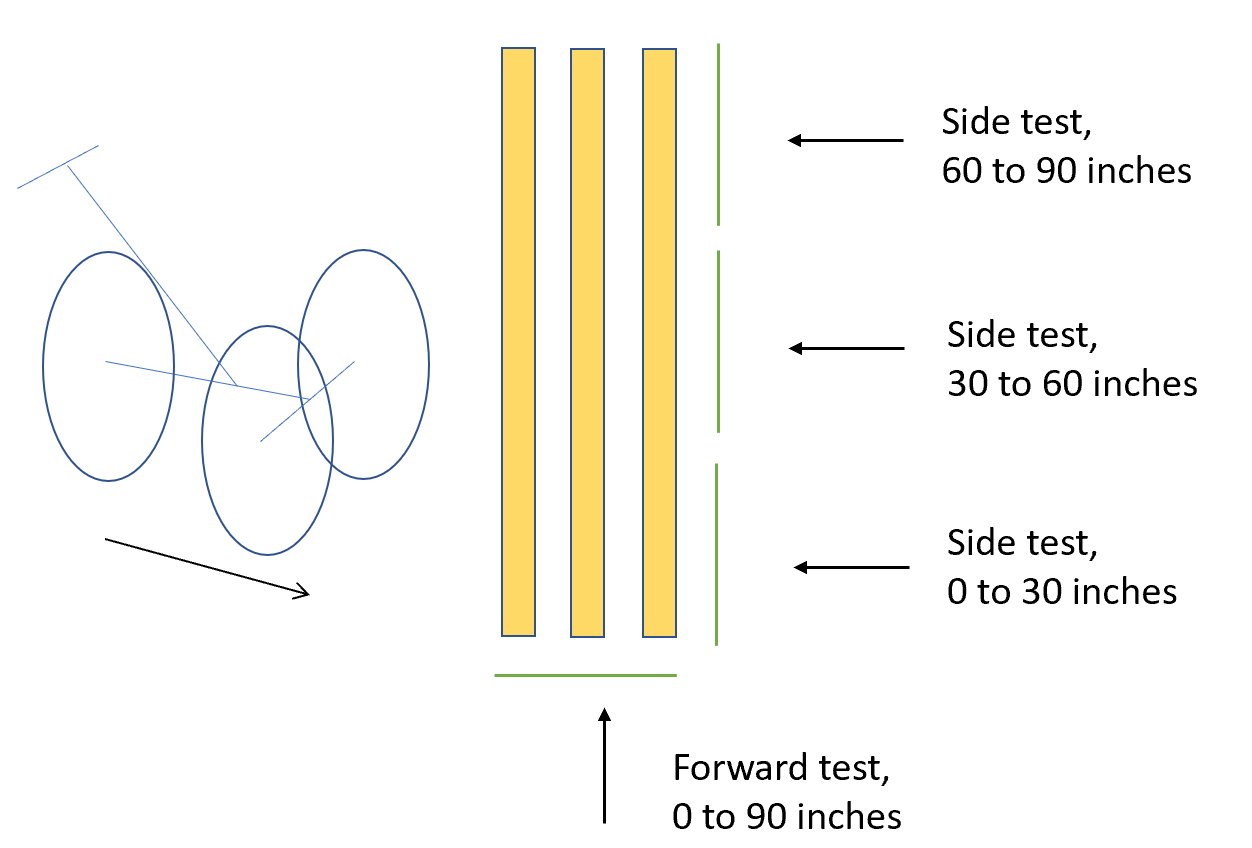 Side test,
60 to 90 inches
Side test,
30 to 60 inches
Side test,
0 to 30 inches
Forward test,
0 to 90 inches